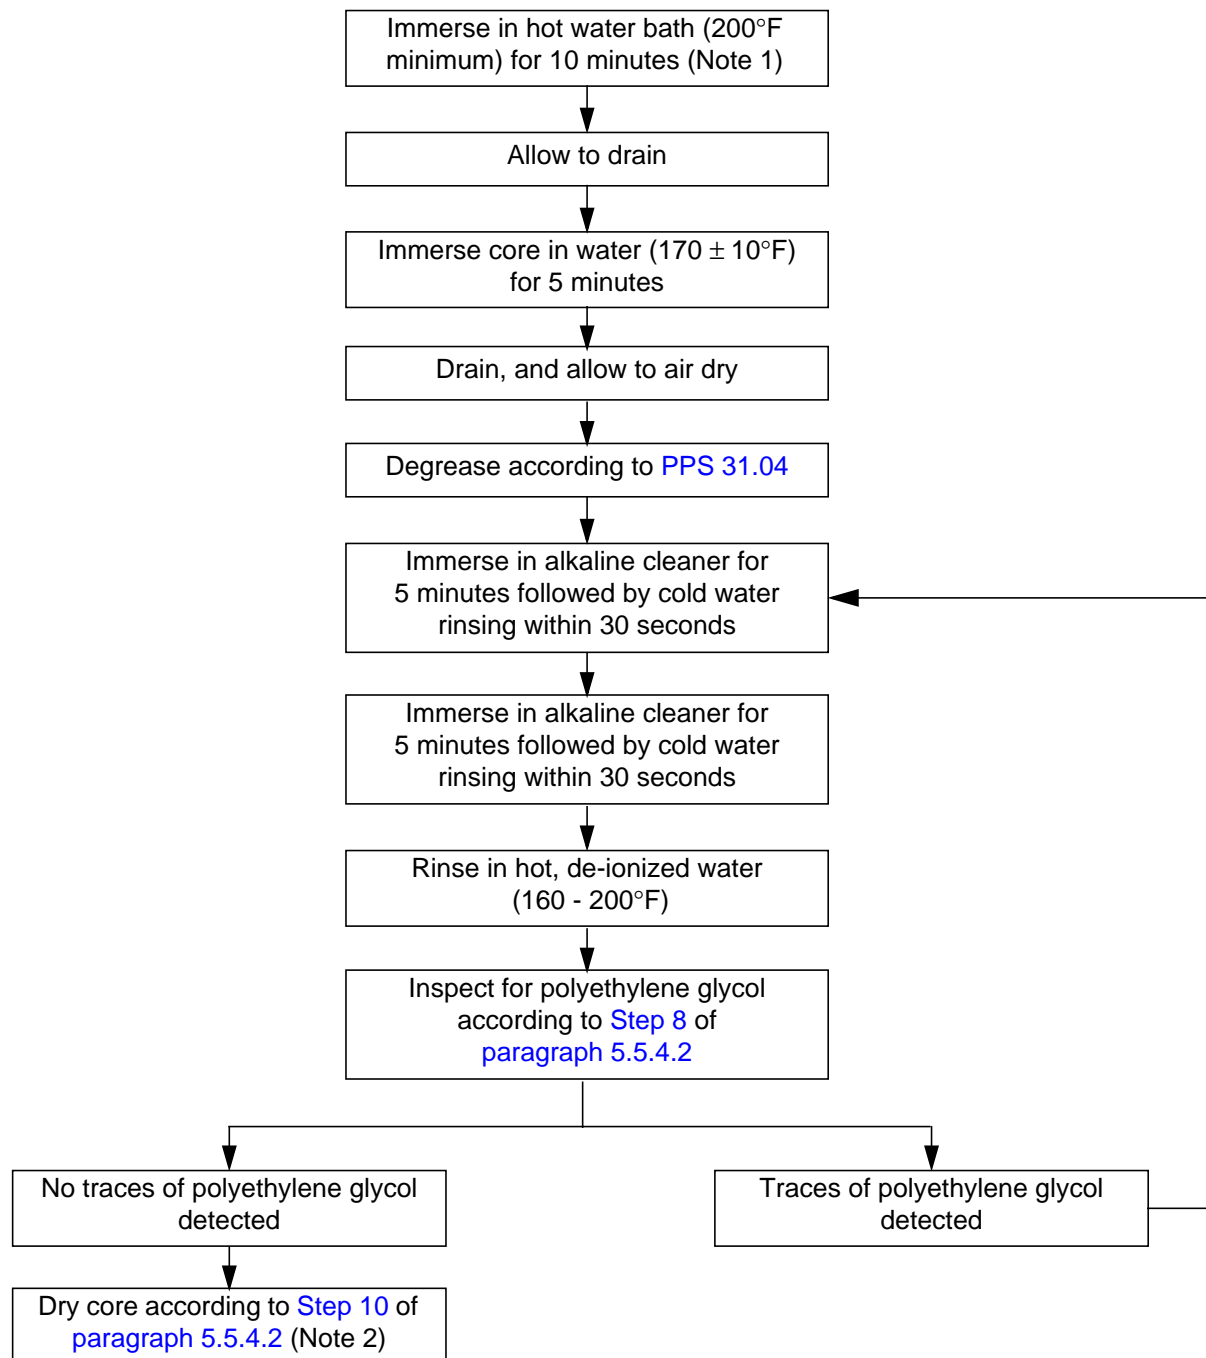 Immerse in hot water bath (200°F
minimum) for 10 minutes (Note 1)
Allow to drain
Immerse core in water (170 ± 10°F)
for 5 minutes
Drain, and allow to air dry
Degrease according to PPS 31.04
Immerse in alkaline cleaner for
5 minutes followed by cold water
rinsing within 30 seconds
Immerse in alkaline cleaner for
5 minutes followed by cold water
rinsing within 30 seconds
Rinse in hot, de-ionized water
(160 - 200°F)
Inspect for polyethylene glycol
according to Step 8 of
paragraph 5.5.4.2
No traces of polyethylene glycol
detected
Traces of polyethylene glycol
detected
Dry core according to Step 10 of
paragraph 5.5.4.2 (Note 2)